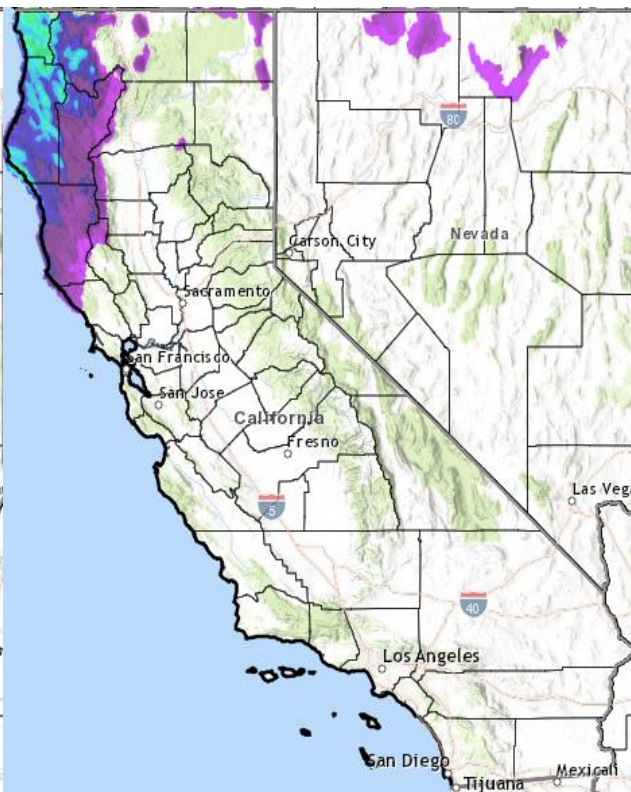 80
Carson City
Nevada
Sacramento
San Francisco
San Jose
California
Fresno
5
Las Veg
40
Los Angeles
San Diego
Mexicali
Tijuana